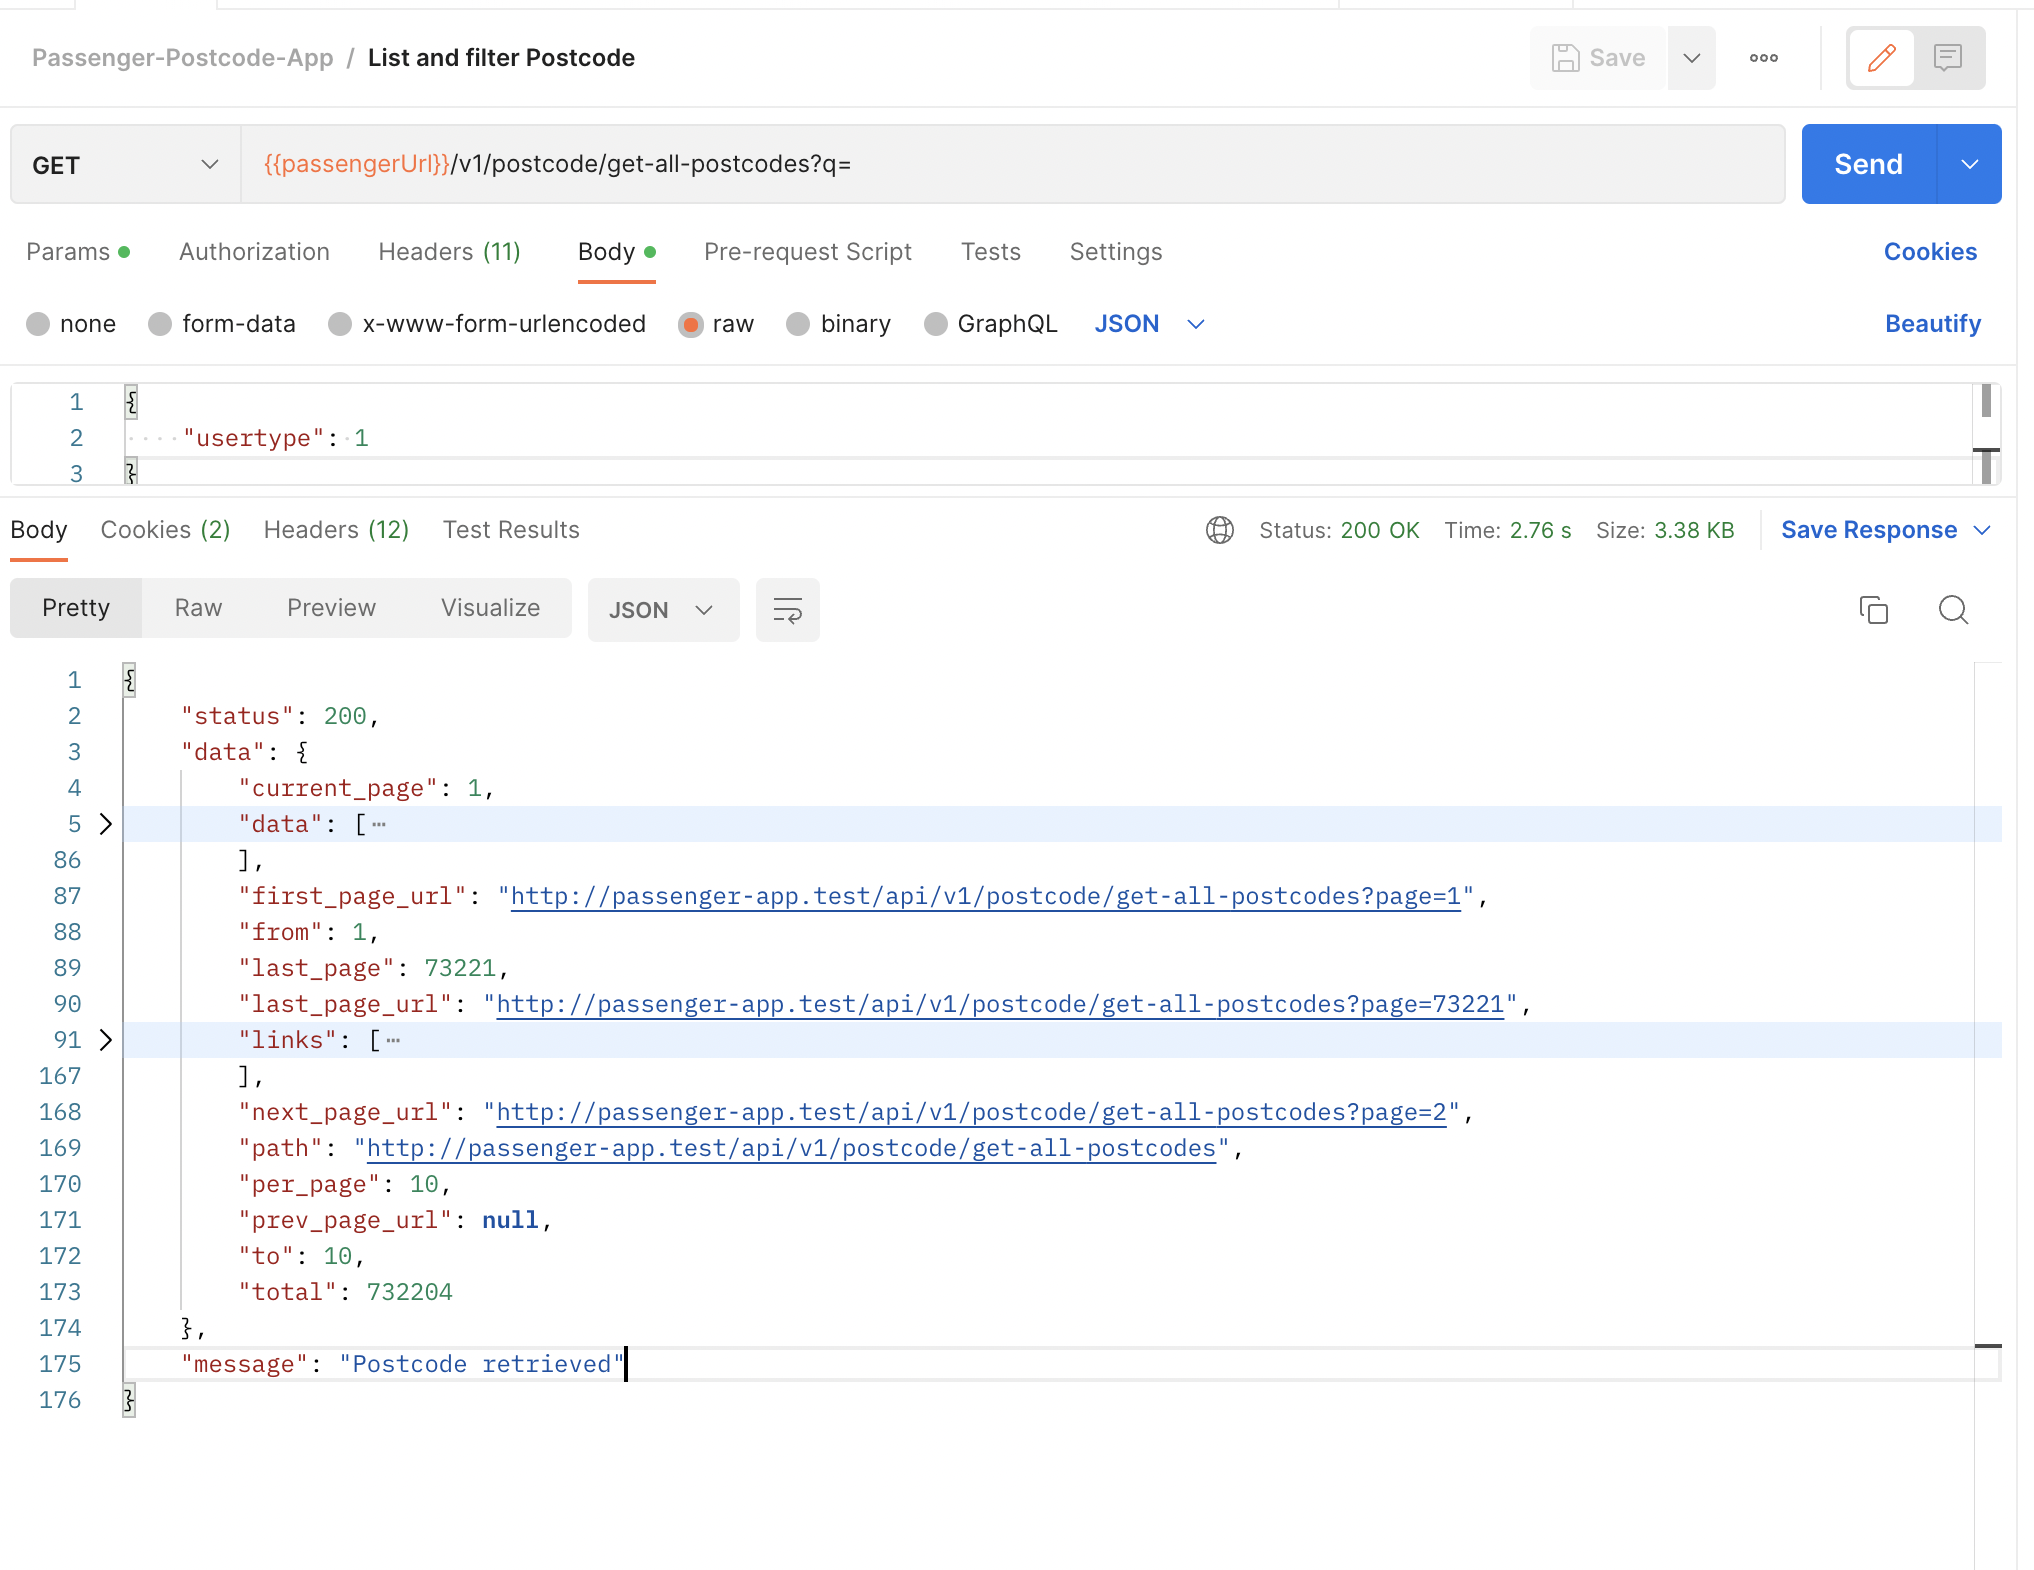 Passenger-Postcode-App / List and filter Postcode
Save
GET
{{passengerUrl}}/v1/postcode/get-all-postcodes?q=
Send
Params Authorization Headers (11) Body Pre-request Script Tests Settings Cookies
none form-data x-www-form-urlencoded raw binary GraphQL JSON Beautify
1 {
2 "usertype": 1
3 }
Body Cookies (2) Headers (12) Test Results Status: 200 OK Time: 2.76 s Size: 3.38 KB Save Response
Pretty Raw Preview Visualize JSON
1 {
2 "status": 200,
3 "data": {
4 "current_page": 1,
5 "data": [ ⋯
86 ],
87 "first_page_url": "http://passenger-app.test/api/v1/postcode/get-all-postcodes?page=1",
88 "from": 1,
89 "last_page": 73221,
90 "last_page_url": "http://passenger-app.test/api/v1/postcode/get-all-postcodes?page=73221",
91 "links": [ ⋯
167 ],
168 "next_page_url": "http://passenger-app.test/api/v1/postcode/get-all-postcodes?page=2",
169 "path": "http://passenger-app.test/api/v1/postcode/get-all-postcodes",
170 "per_page": 10,
171 "prev_page_url": null,
172 "to": 10,
173 "total": 732204
174 },
175 "message": "Postcode retrieved"
176 }